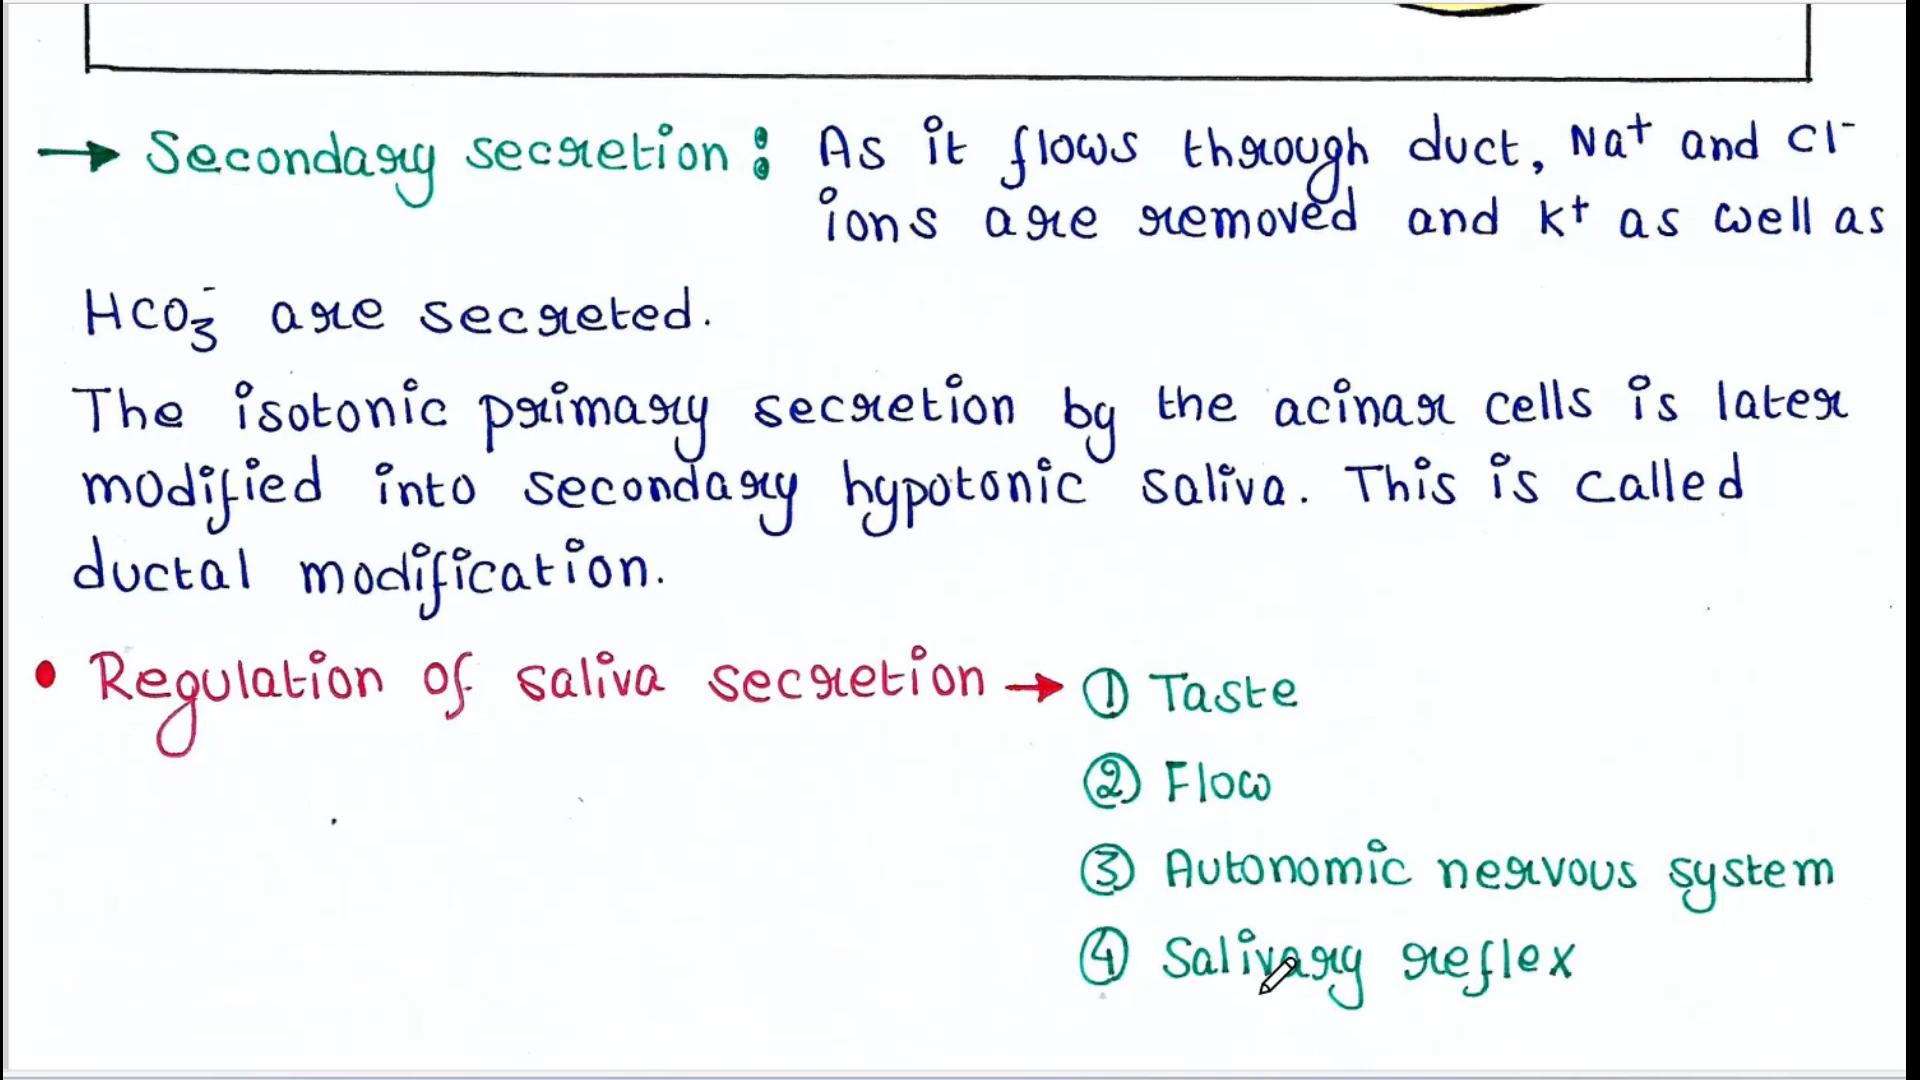 → Secondary secretion : As it flows through duct, Na⁺ and Cl⁻
ions are removed and K⁺ as well as
HCO₃⁻ are secreted.
The isotonic primary secretion by the acinar cells is later
modified into secondary hypotonic saliva. This is called
ductal modification.
• Regulation of saliva secretion → ① Taste
② Flow
③ Autonomic nervous system
④ Salivary reflex